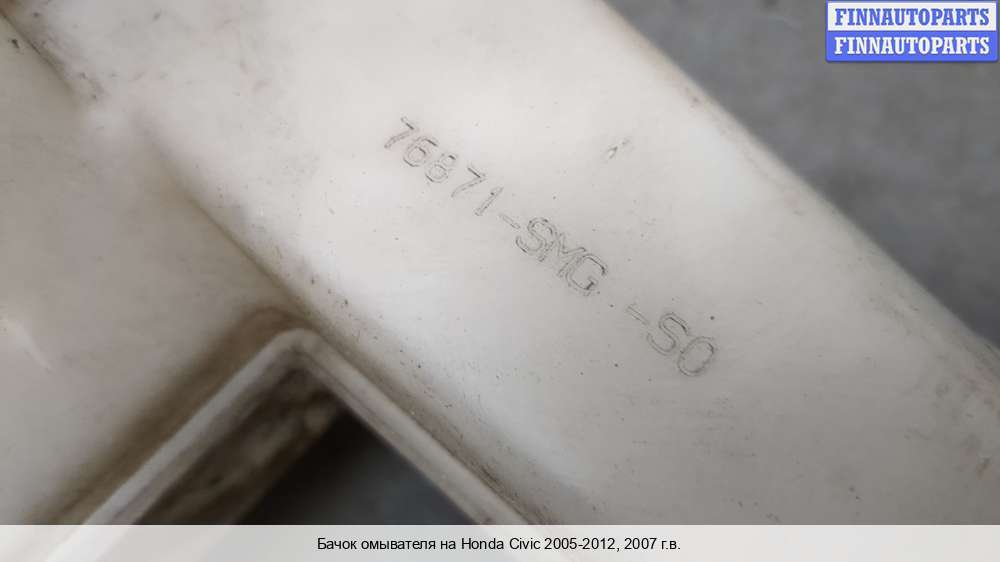 FINNAUTOPARTS
FINNAUTOPARTS
76871-SMG -S0
Бачок омывателя на Honda Civic 2005-2012, 2007 г.в.